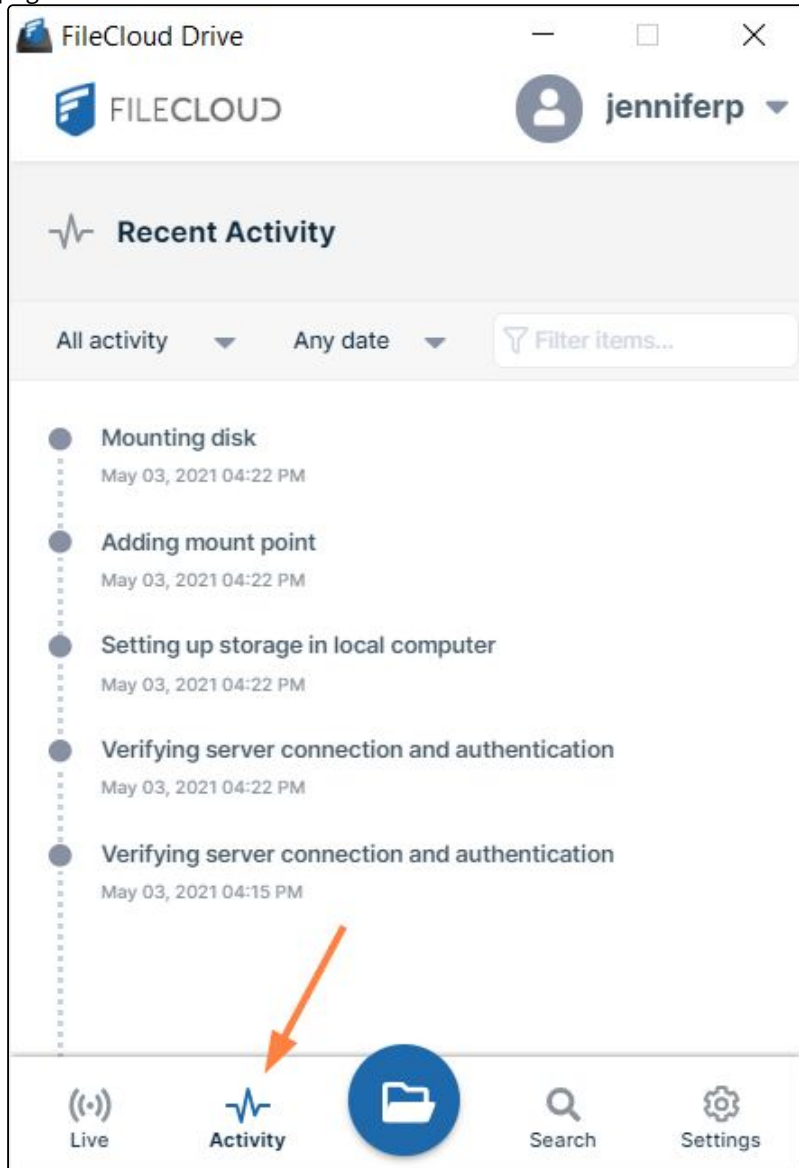 FileCloud Drive
FILECLOUD
jenniferp
Recent Activity
All activity
Any date
Filter items...
Mounting disk
May 03, 2021 04:22 PM
Adding mount point
May 03, 2021 04:22 PM
Setting up storage in local computer
May 03, 2021 04:22 PM
Verifying server connection and authentication
May 03, 2021 04:22 PM
Verifying server connection and authentication
May 03, 2021 04:15 PM
Live
Activity
Search
Settings